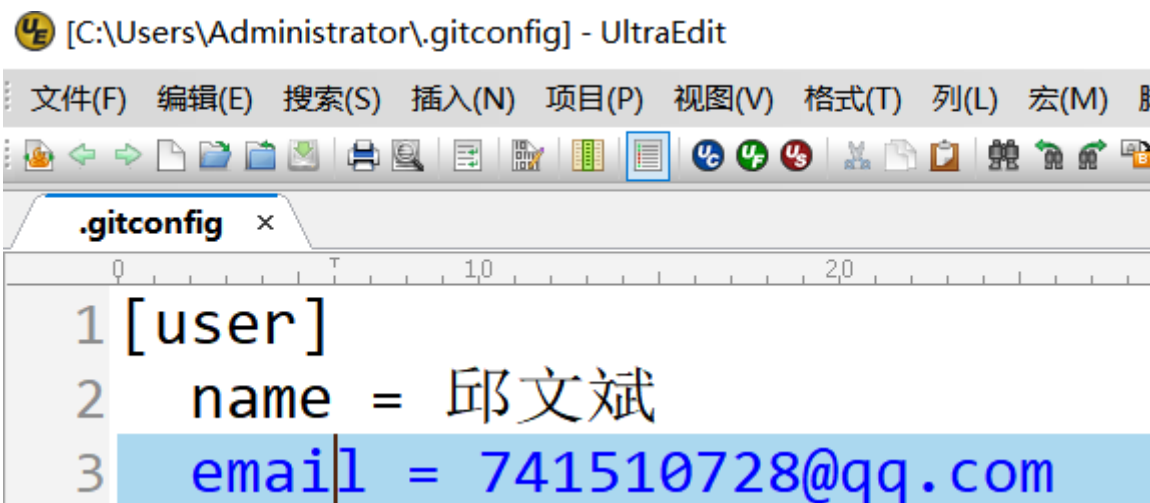 [C:\Users\Administrator\.gitconfig] - UltraEdit
文件(F) 编辑(E) 搜索(S) 插入(N) 项目(P) 视图(V) 格式(T) 列(L) 宏(M)
.gitconfig ×
0 10 20
1 [user]
2 name = 邱文斌
3 email = 741510728@qq.com